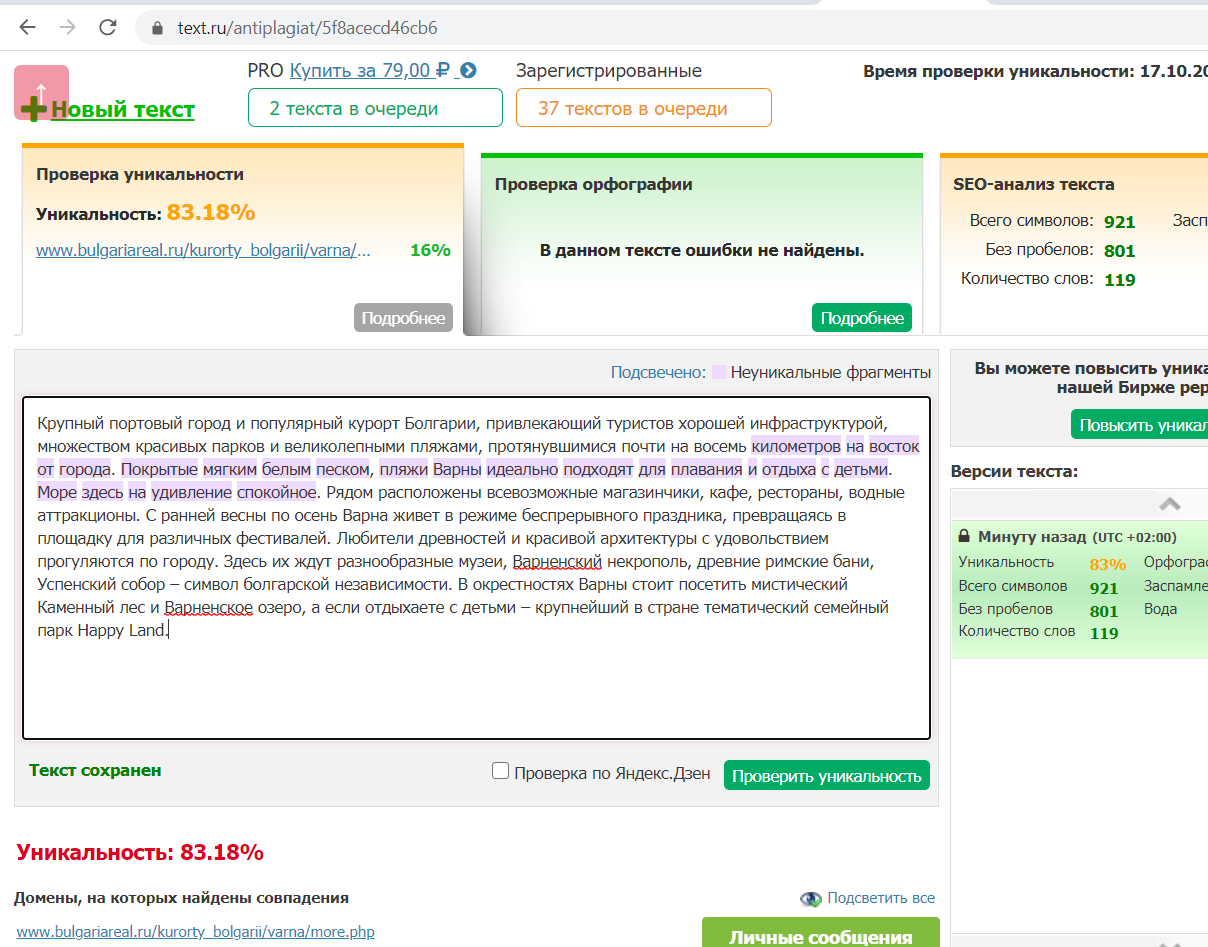 text.ru/antiplagiat/5f8acecd46cb6
PRO Купить за 79,00 ₽
Зарегистрированные
Время проверки уникальности: 17.10.20
Новый текст
2 текста в очереди
37 текстов в очереди
Проверка уникальности
Уникальность: 83.18%
www.bulgariareal.ru/kurorty_bolgarii/varna/... 16%
Подробнее
Проверка орфографии
В данном тексте ошибки не найдены.
Подробнее
SEO-анализ текста
Всего символов: 921
Засп
Без пробелов: 801
Количество слов: 119
Подсвечено: Неуникальные фрагменты
Крупный портовый город и популярный курорт Болгарии, привлекающий туристов хорошей инфраструктурой,
множеством красивых парков и великолепными пляжами, протянувшимися почти на восемь километров на восток
от города. Покрытые мягким белым песком, пляжи Варны идеально подходят для плавания и отдыха с детьми.
Море здесь на удивление спокойное. Рядом расположены всевозможные магазинчики, кафе, рестораны, водные
аттракционы. С ранней весны по осень Варна живет в режиме беспрерывного праздника, превращаясь в
площадку для различных фестивалей. Любители древностей и красивой архитектуры с удовольствием
прогуляются по городу. Здесь их ждут разнообразные музеи, Варненский некрополь, древние римские бани,
Успенский собор – символ болгарской независимости. В окрестностях Варны стоит посетить мистический
Каменный лес и Варненское озеро, а если отдыхаете с детьми – крупнейший в стране тематический семейный
парк Happy Land.
Текст сохранен
Проверка по Яндекс.Дзен
Проверить уникальность
Вы можете повысить уника
нашей Бирже рер
Повысить уникал
Версии текста:
Минуту назад (UTC +02:00)
Уникальность 83% Орфогра
Всего символов 921 Заспамле
Без пробелов 801 Вода
Количество слов 119
Уникальность: 83.18%
Домены, на которых найдены совпадения
Подсветить все
www.bulgariareal.ru/kurorty_bolgarii/varna/more.php
Личные сообщения